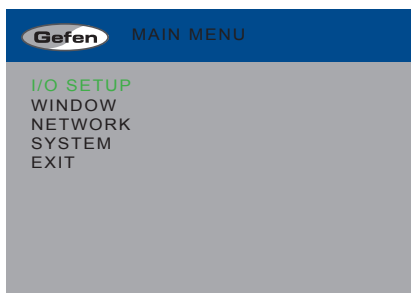 Gefen MAIN MENU
I/O SETUP
WINDOW
NETWORK
SYSTEM
EXIT